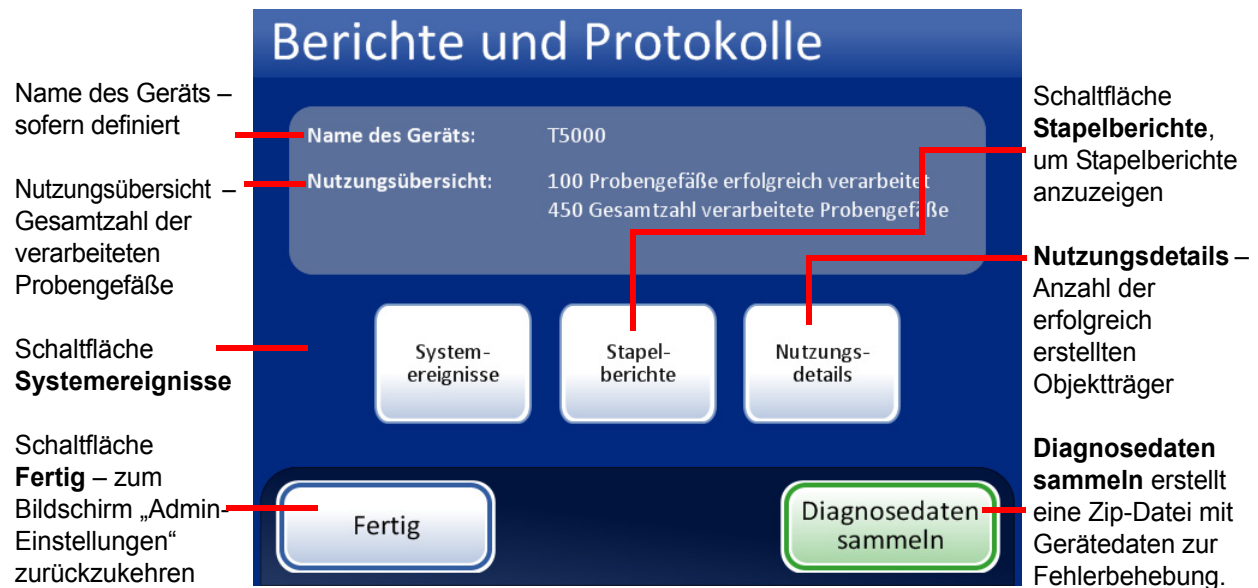 Berichte und Protokolle
Name des Geräts –
sofern definiert
Nutzungsübersicht –
Gesamtzahl der
verarbeiteten
Probengefäße
Schaltfläche
Systemereignisse
Schaltfläche
Fertig – zum
Bildschirm „Admin-
Einstellungen“
zurückzukehren
Name des Geräts: T5000
Nutzungsübersicht: 100 Probengefäße erfolgreich verarbeitet
450 Gesamtzahl verarbeitete Probengefäße
System-
ereignisse
Stapel-
berichte
Nutzungs-
details
Fertig
Diagnosedaten
sammeln
Schaltfläche
Stapelberichte,
um Stapelberichte
anzuzeigen
Nutzungsdetails –
Anzahl der
erfolgreich
erstellten
Objektträger
Diagnosedaten
sammeln erstellt
eine Zip-Datei mit
Gerätedaten zur
Fehlerbehebung.